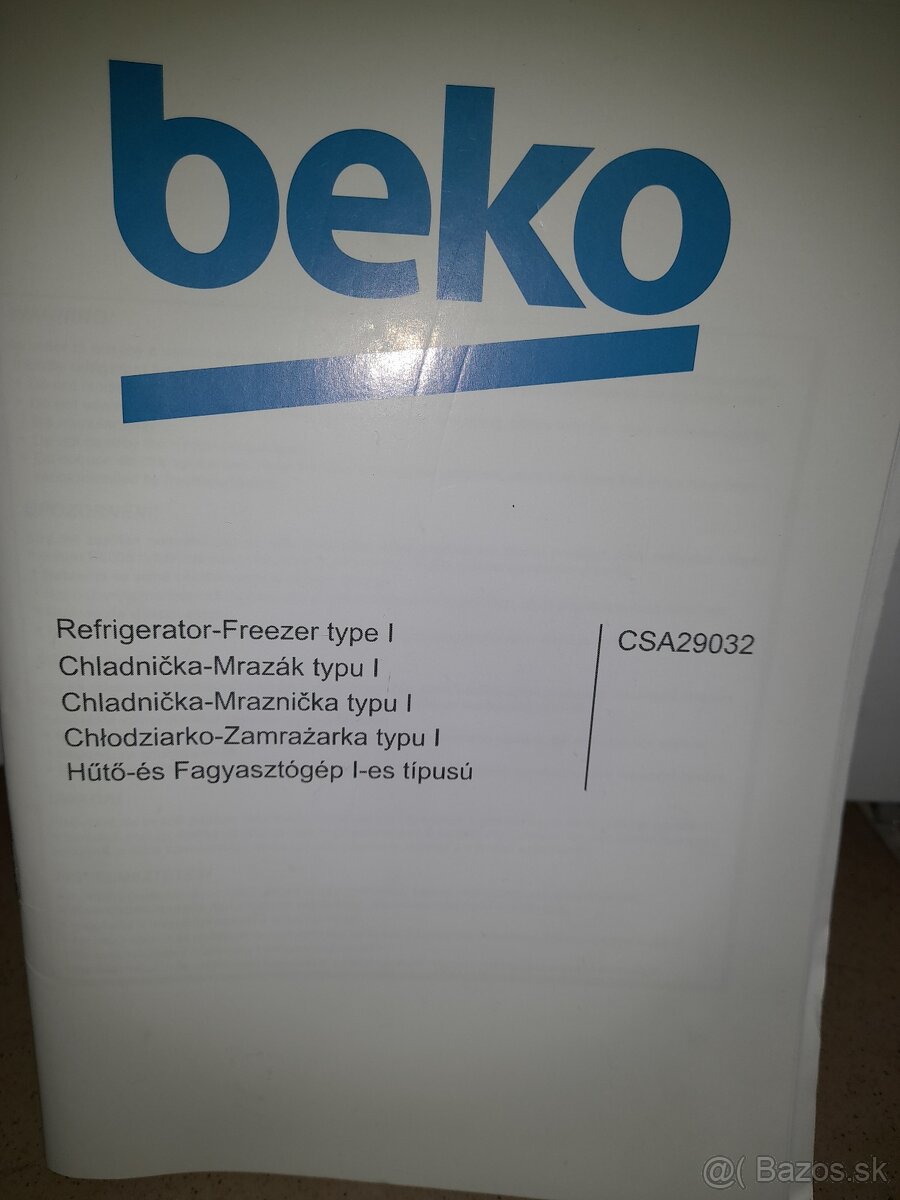 beko
Refrigerator-Freezer type I
Chladnička-Mrazák typu I
Chladnička-Mraznička typu I
Chłodziarko-Zamrażarka typu I
Hűtő-és Fagyasztógép I-es típusú
CSA29032
@( Bazos.sk